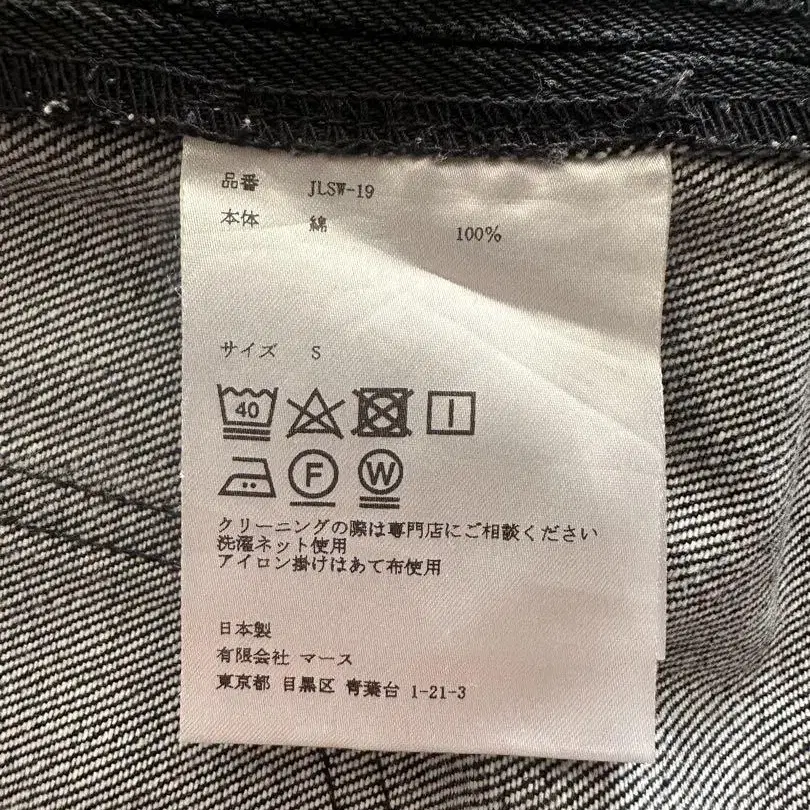 品番 JLSW-19
本体 綿 100%
サイズ S
40
F W
クリーニングの際は専門店にご相談ください
洗濯ネット使用
アイロン掛けはあて布使用
日本製
有限会社 マース
東京都 目黒区 青葉台 1-21-3